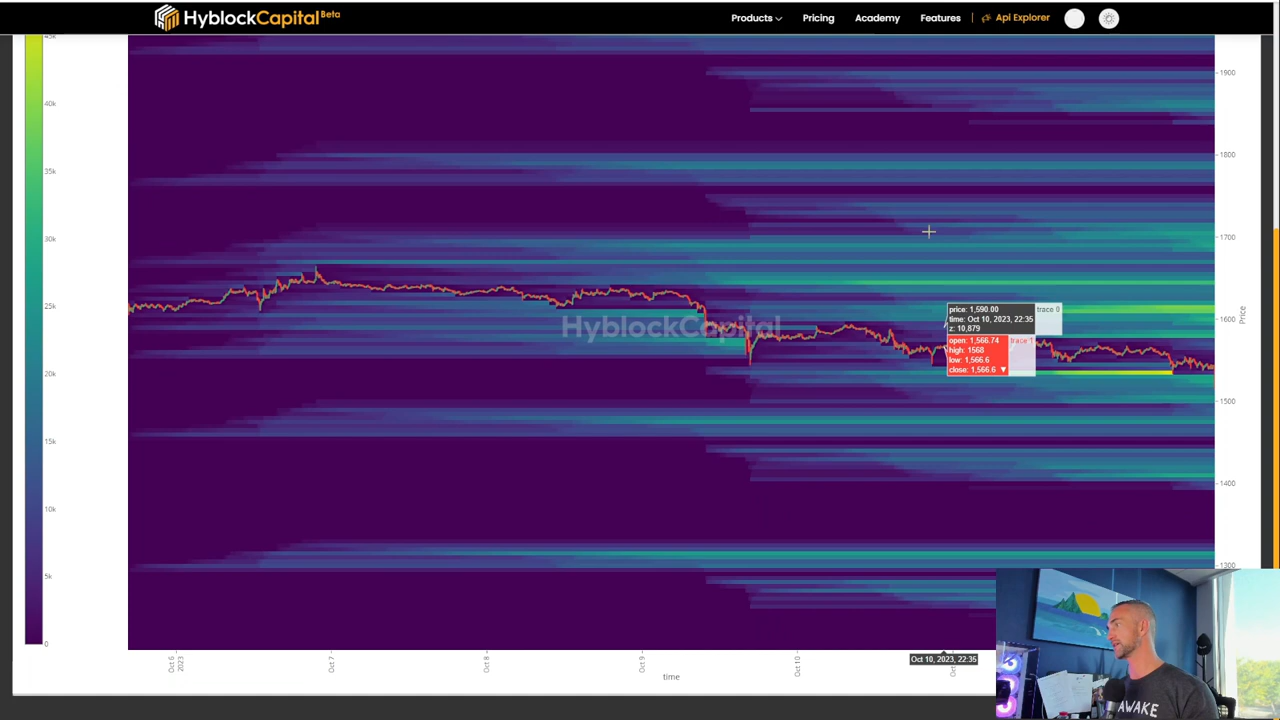 HyblockCapital Beta
Products
Pricing
Academy
Features
Api Explorer
45k
40k
35k
30k
25k
20k
15k
10k
5k
0
1900
1800
1700
1600
1500
1400
1300
Price
HyblockCapital
price: 1,590.00
time: Oct 10, 2023, 22:35
z: 10,879
trace 0
open: 1,566.74
high: 1568
low: 1,566.6
close: 1,566.6 ▼
trace 1
Oct 6
2023
Oct 7
Oct 8
Oct 9
Oct 10
Oct 10, 2023, 22:35
time
AWAKE